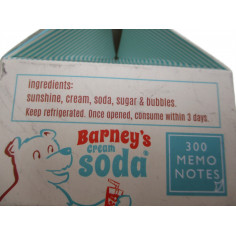 ingredients:
sunshine, cream, soda, sugar & bubbles.
Keep refrigerated. Once opened, consume within 3 days.
Barney's
cream
soda
300
MEMO
NOTES